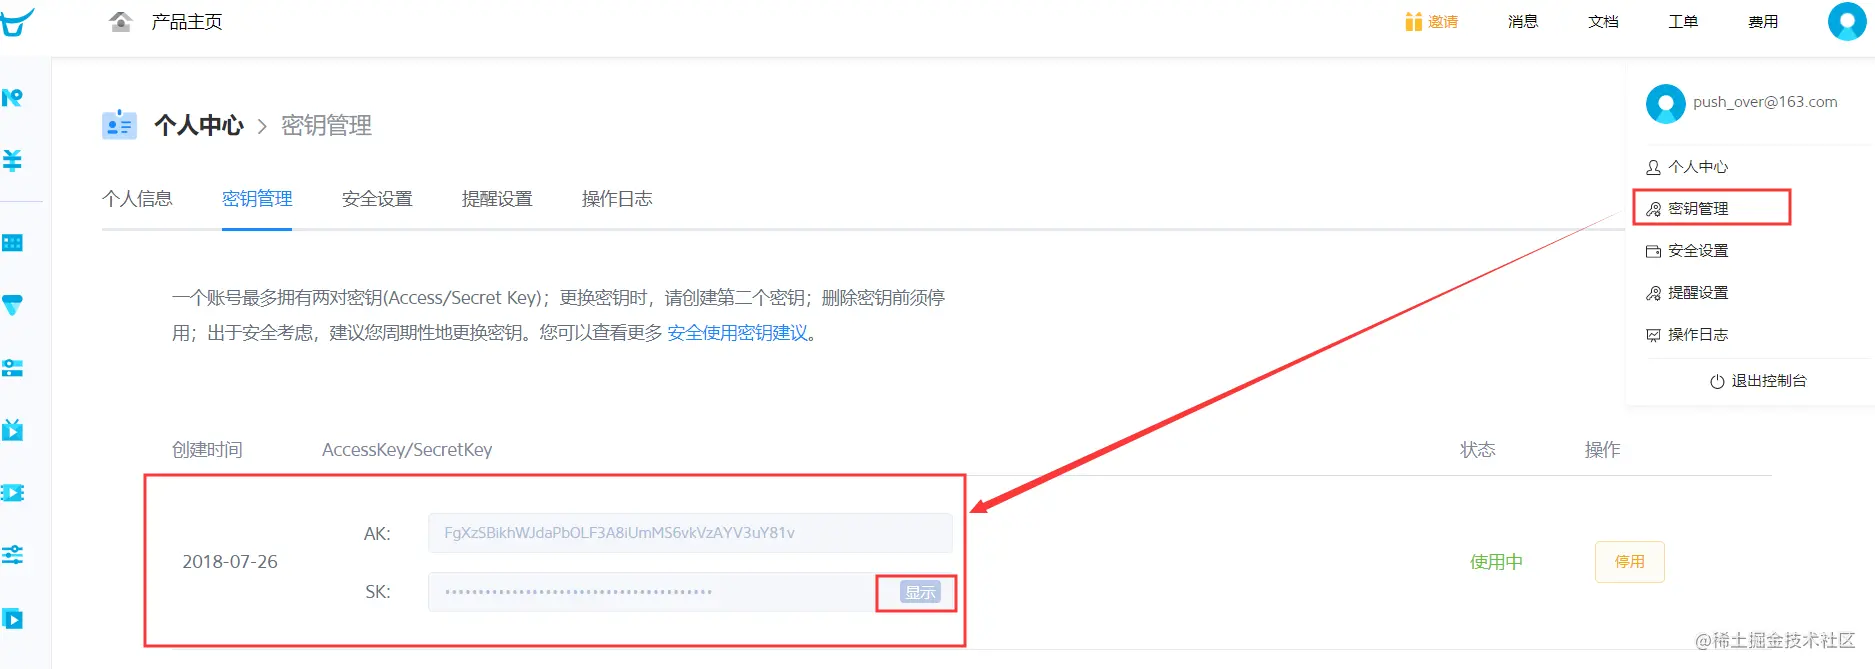 产品主页
邀请
消息
文档
工单
费用
push_over@163.com
个人中心
密钥管理
安全设置
提醒设置
操作日志
退出控制台
个人中心 > 密钥管理
个人信息
密钥管理
安全设置
提醒设置
操作日志
一个账号最多拥有两对密钥(Access/Secret Key)；更换密钥时，请创建第二个密钥；删除密钥前须停
用；出于安全考虑，建议您周期性地更换密钥。您可以查看更多 安全使用密钥建议。
创建时间
AccessKey/SecretKey
状态
操作
2018-07-26
AK:
FgXzSBikhWJdaPbOLF3A8iUmMS6vkVzAYV3uY81v
SK:
显示
使用中
停用
@稀土掘金技术社区